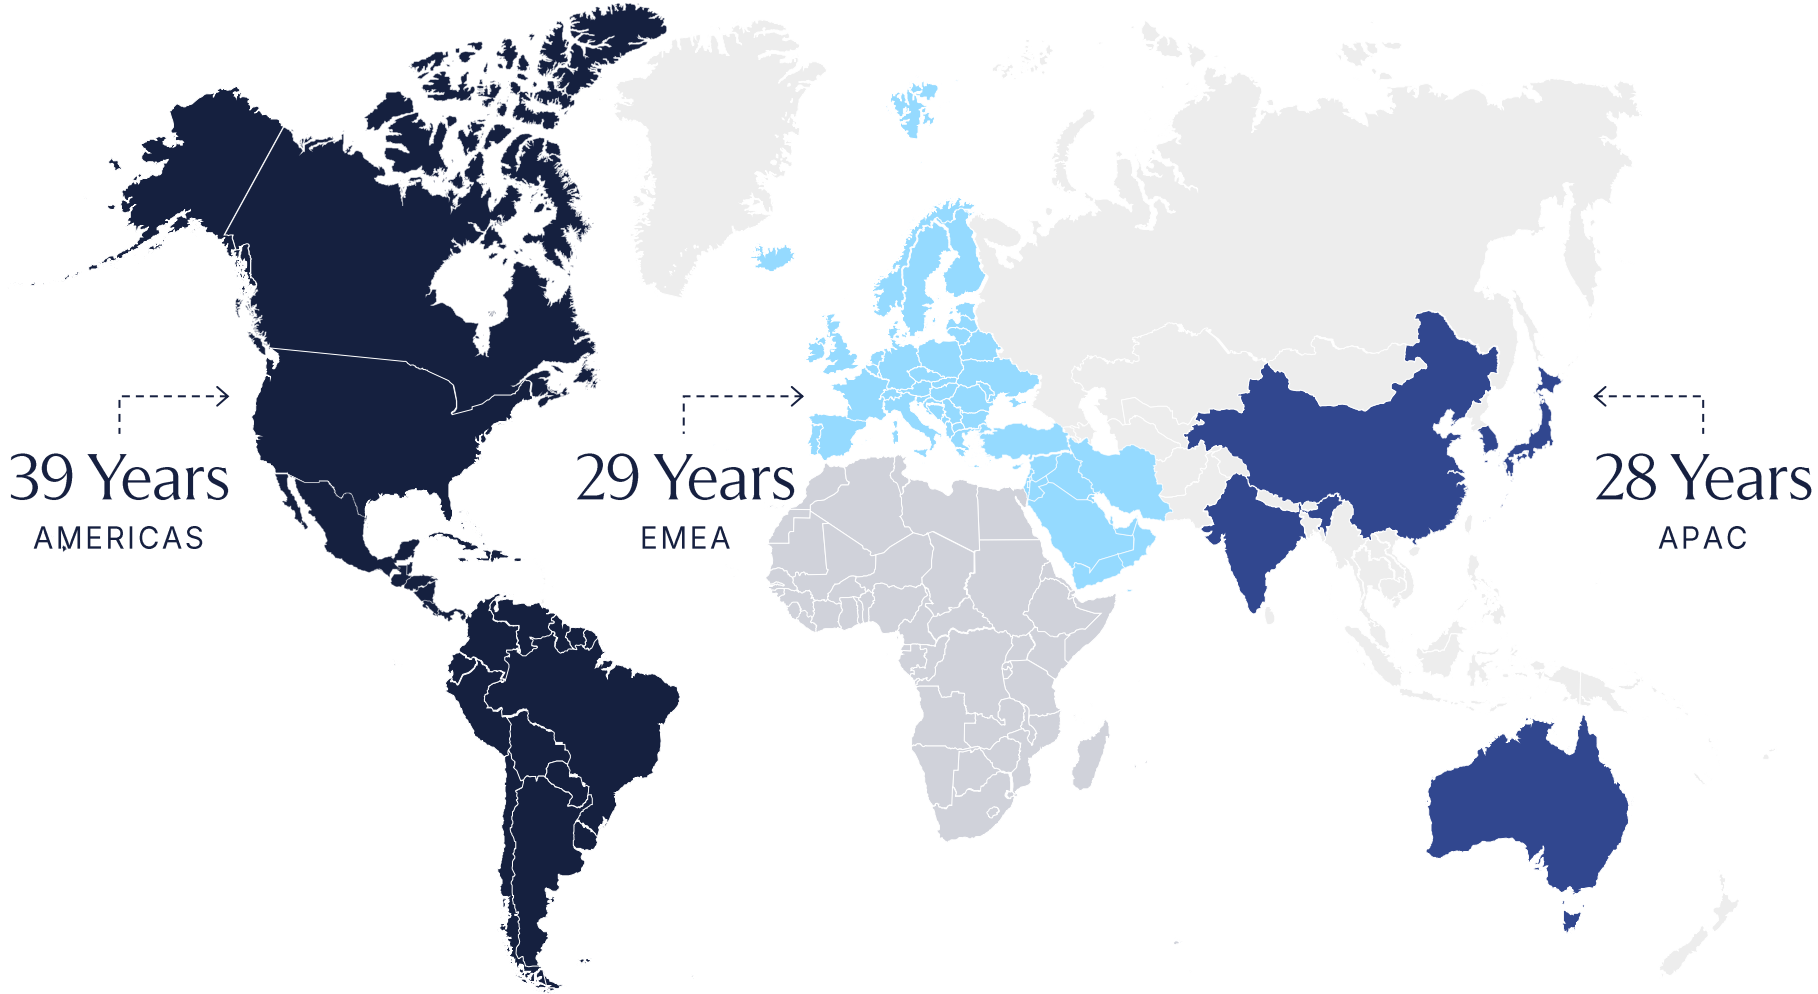 39 Years
AMERICAS
29 Years
EMEA
28 Years
APAC